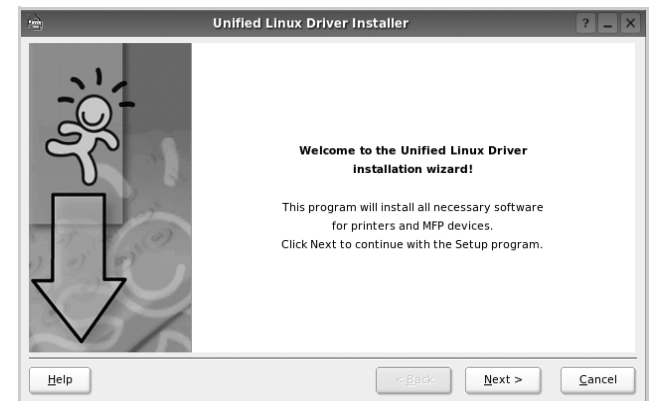 Unified Linux Driver Installer
Welcome to the Unified Linux Driver
installation wizard!
This program will install all necessary software
for printers and MFP devices.
Click Next to continue with the Setup program.
Help
< Back
Next >
Cancel